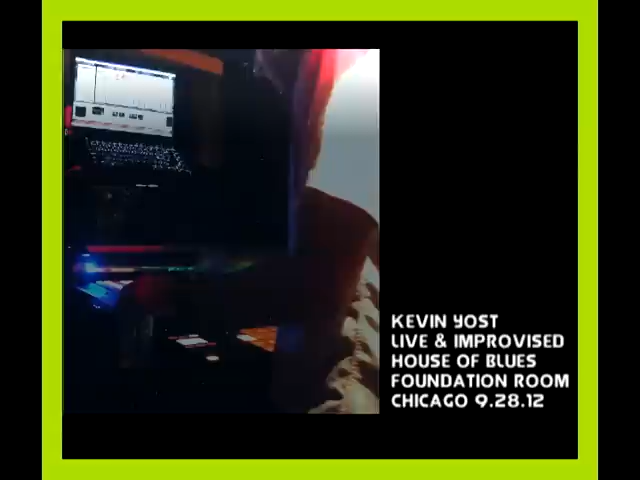 KEVIN YOST
LIVE & IMPROVISED
HOUSE OF BLUES
FOUNDATION ROOM
CHICAGO 9.28.12